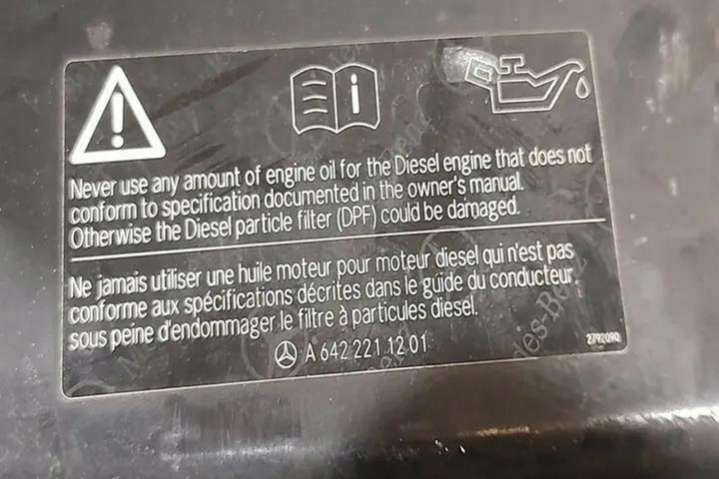 Never use any amount of engine oil for the Diesel engine that does not
conform to specification documented in the owner's manual.
Otherwise the Diesel particle filter (DPF) could be damaged.
Ne jamais utiliser une huile moteur pour moteur diesel qui n'est pas
conforme aux spécifications décrites dans le guide du conducteur,
sous peine d'endommager le filtre à particules diesel.
A 642 221 12 01
2792090